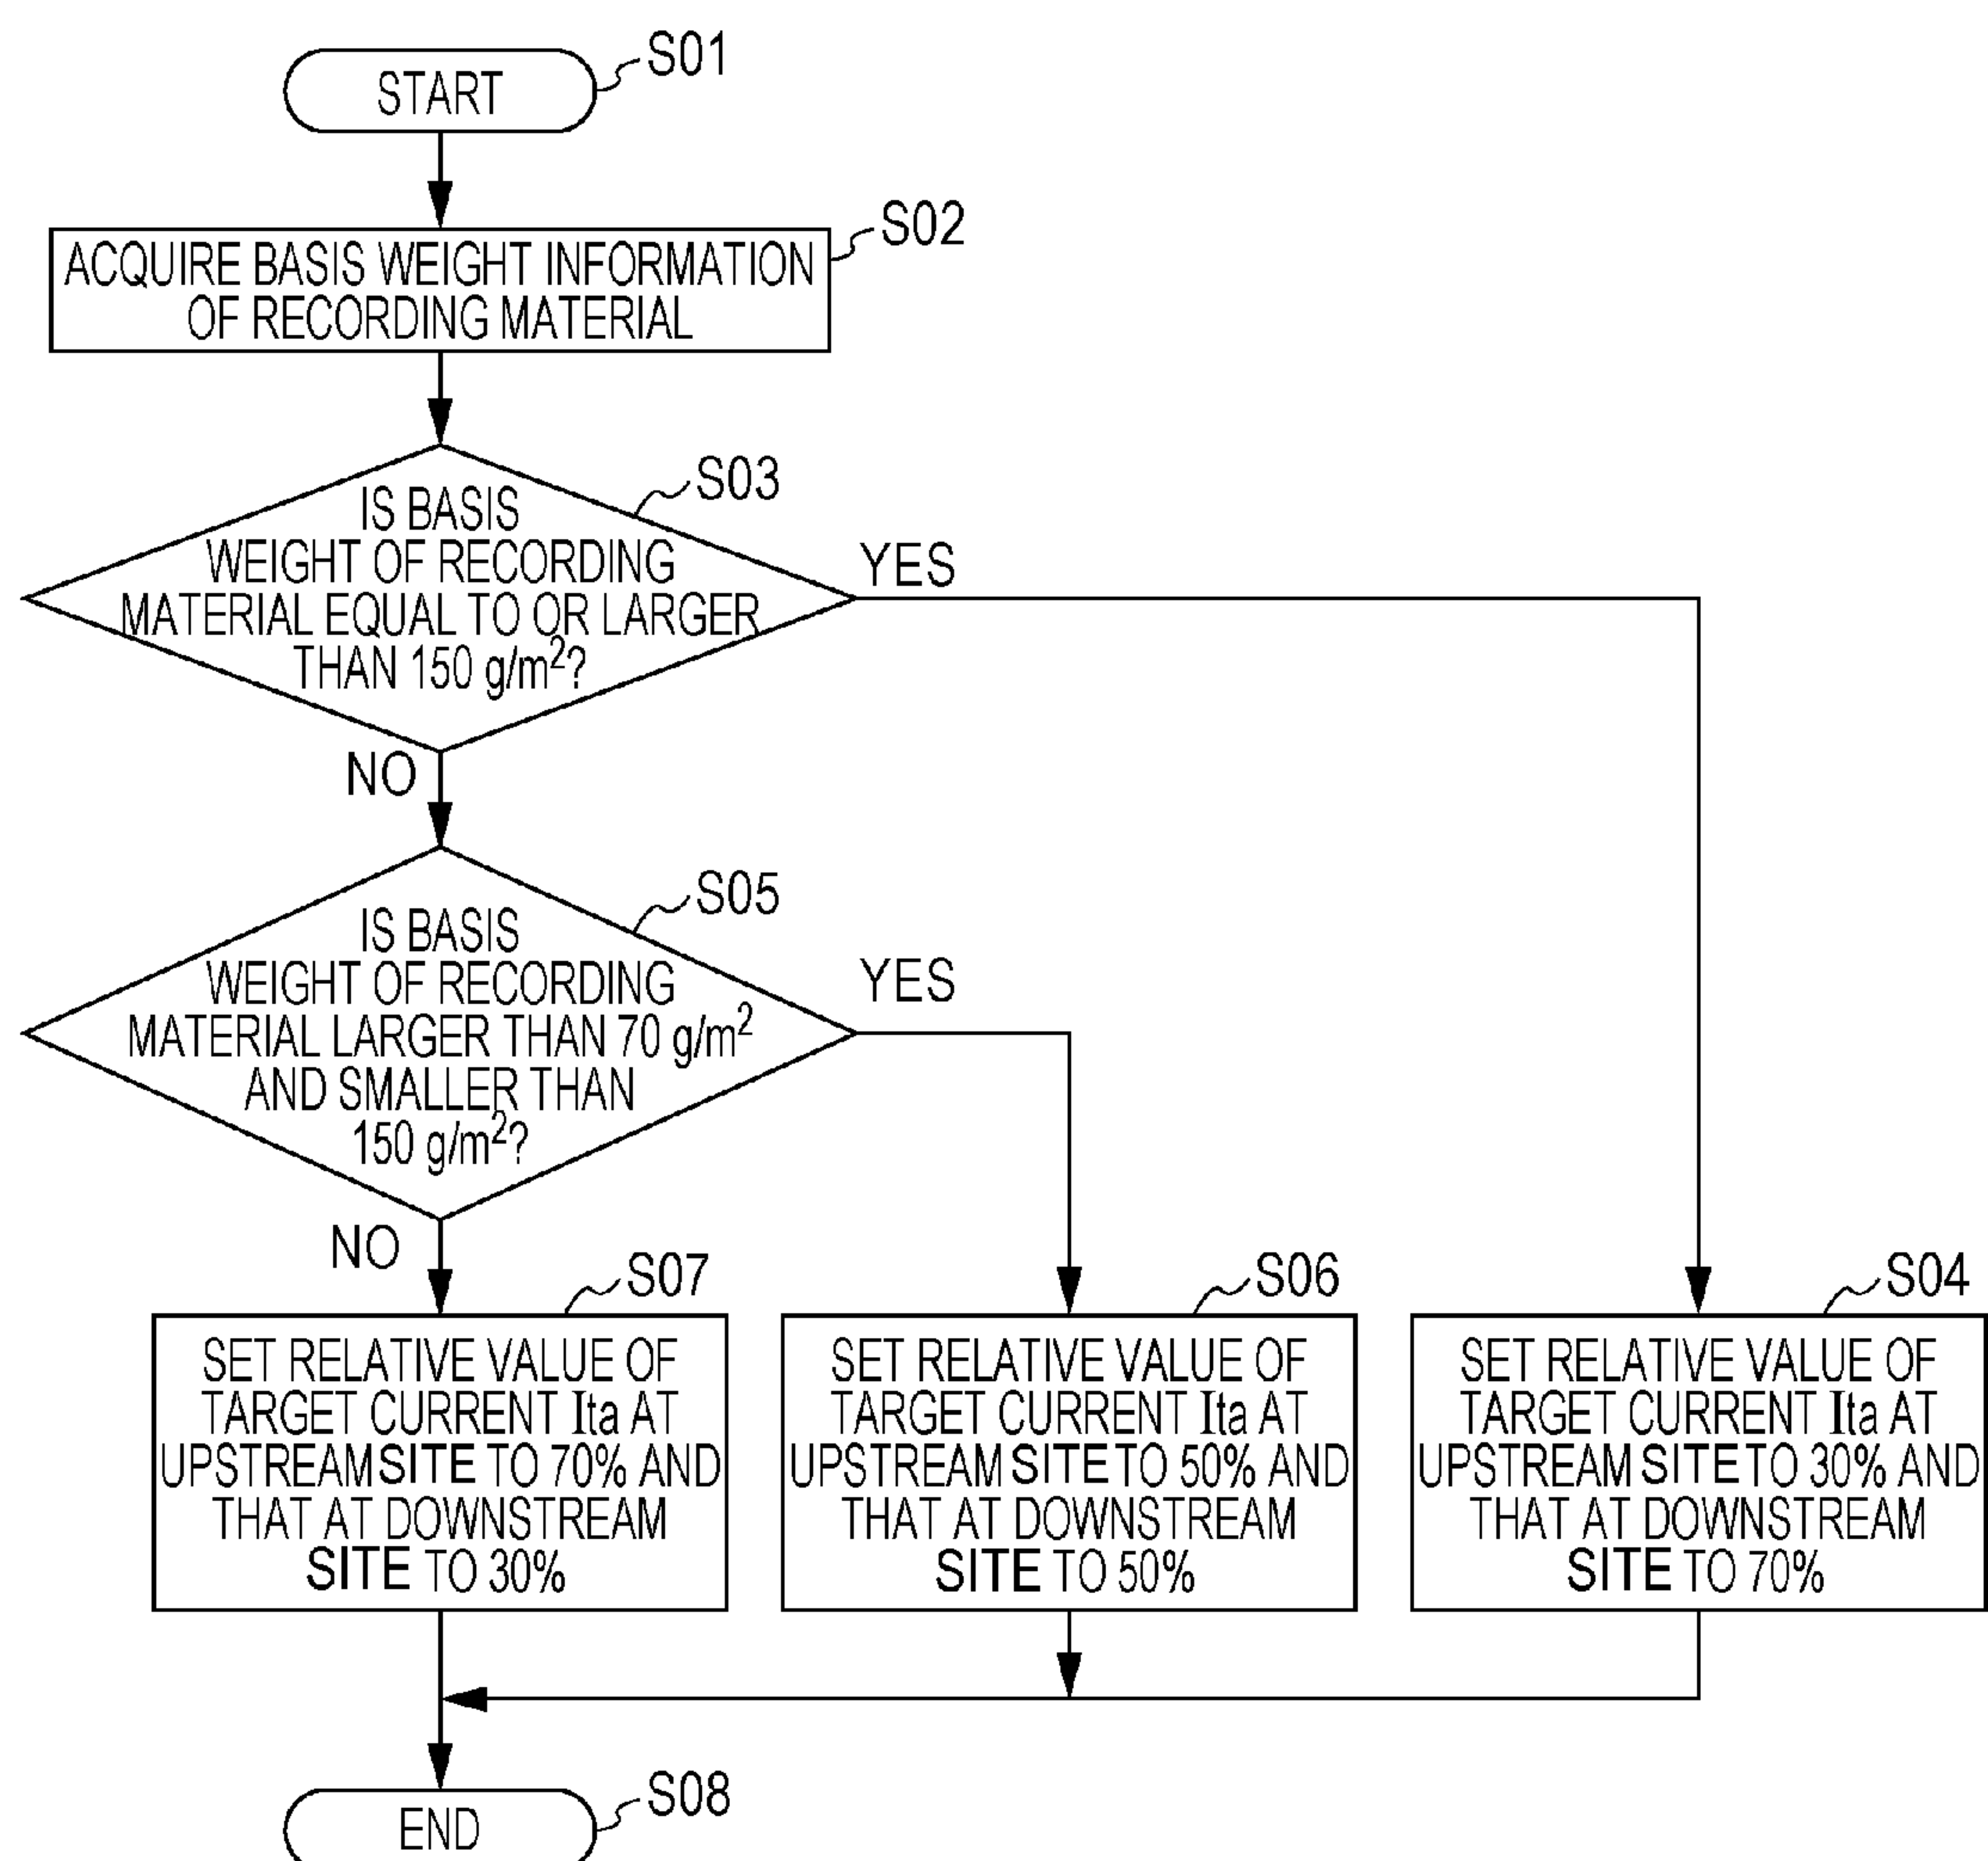 START
S01
ACQUIRE BASIS WEIGHT INFORMATION
OF RECORDING MATERIAL
S02
IS BASIS
WEIGHT OF RECORDING
MATERIAL EQUAL TO OR LARGER
THAN 150 g/m²?
S03
YES
NO
IS BASIS
WEIGHT OF RECORDING
MATERIAL LARGER THAN 70 g/m²
AND SMALLER THAN
150 g/m²?
S05
YES
NO
S07
SET RELATIVE VALUE OF
TARGET CURRENT Ita AT
UPSTREAM SITE TO 70% AND
THAT AT DOWNSTREAM
SITE TO 30%
S06
SET RELATIVE VALUE OF
TARGET CURRENT Ita AT
UPSTREAM SITE TO 50% AND
THAT AT DOWNSTREAM
SITE TO 50%
S04
SET RELATIVE VALUE OF
TARGET CURRENT Ita AT
UPSTREAM SITE TO 30% AND
THAT AT DOWNSTREAM
SITE TO 70%
END
S08